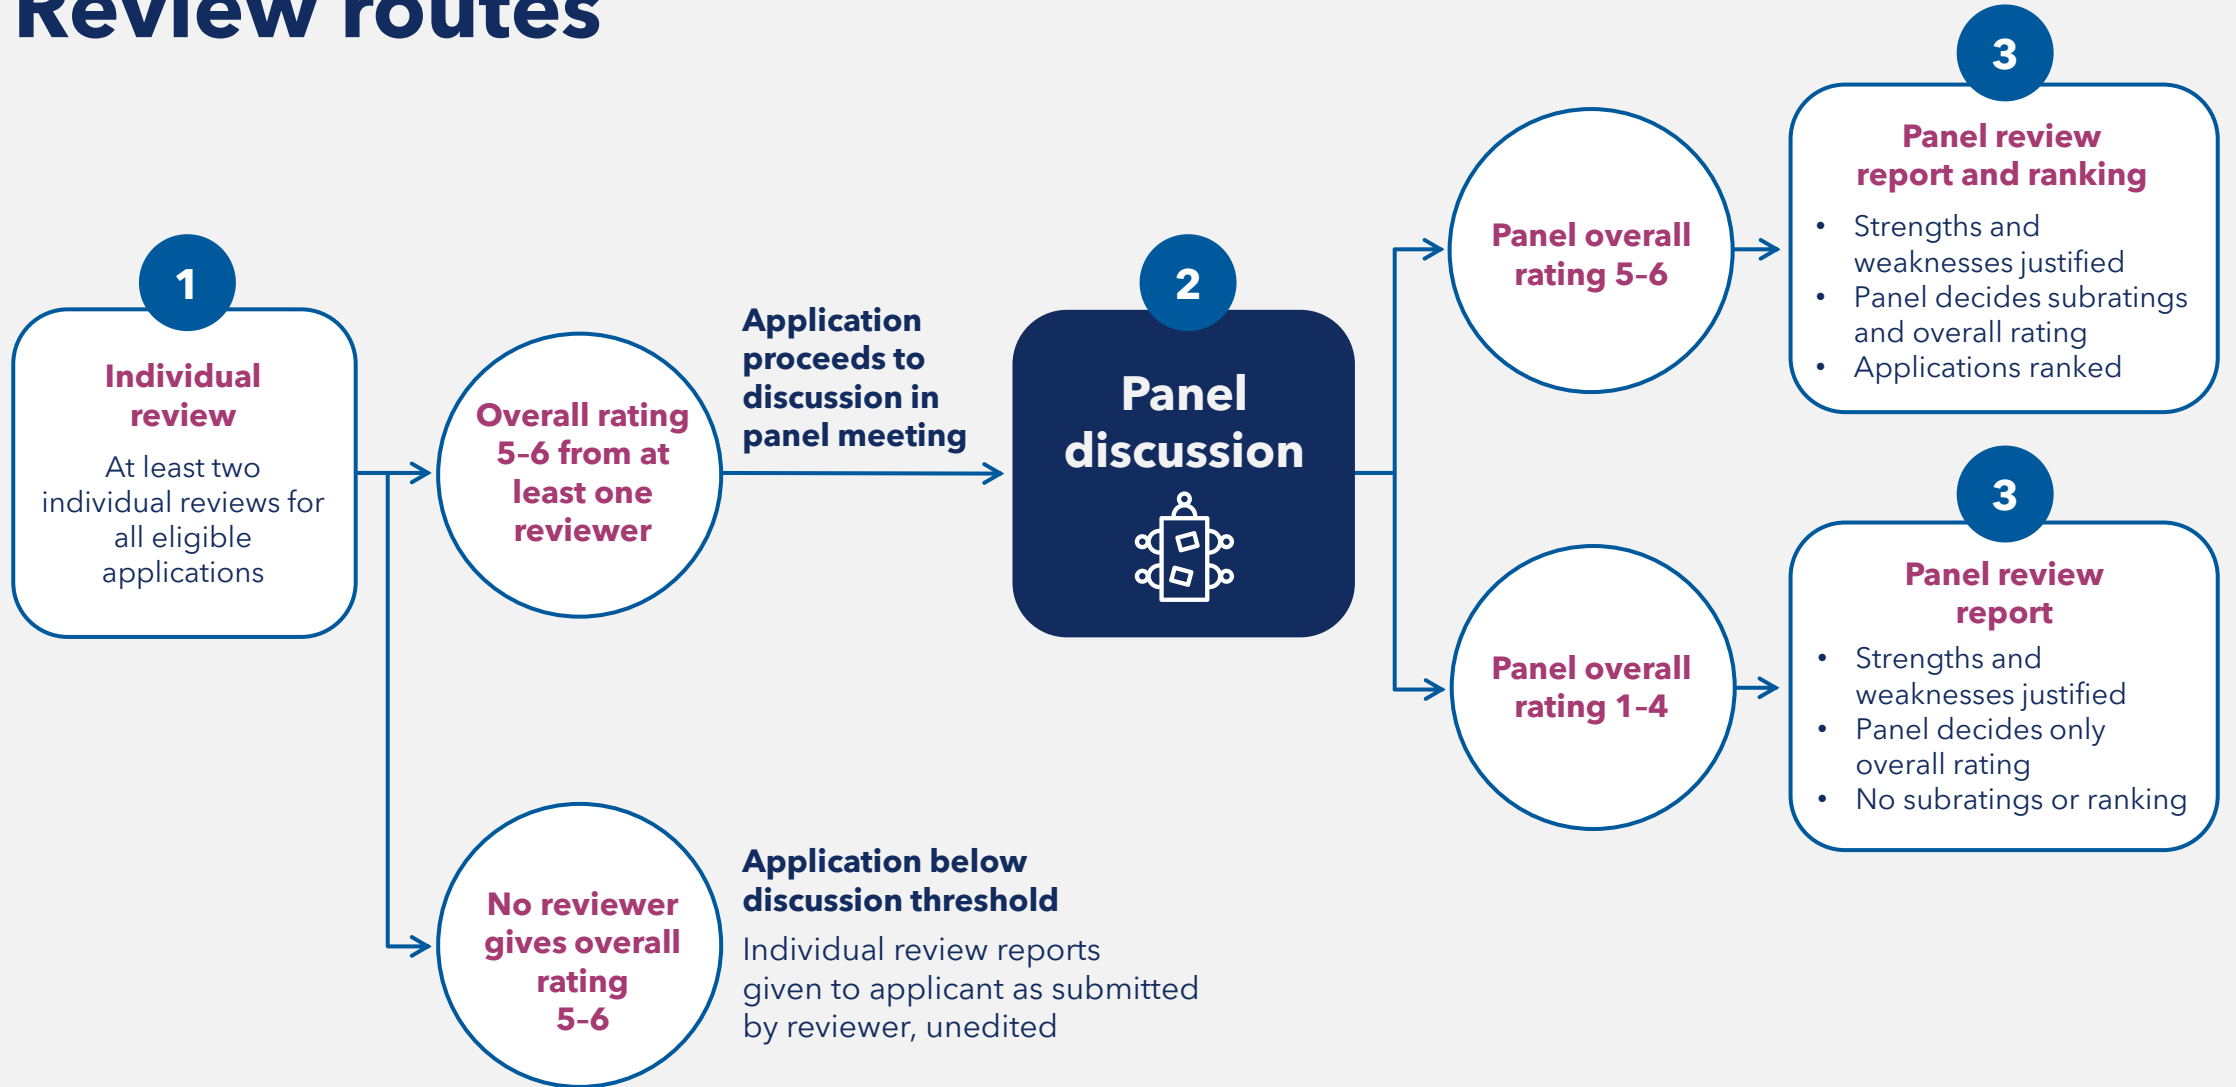 Review routes
1
Individual
review
At least two
individual reviews for
all eligible
applications
Overall rating
5–6 from at
least one
reviewer
Application
proceeds to
discussion in
panel meeting
No reviewer
gives overall
rating
5–6
Application below
discussion threshold
Individual review reports
given to applicant as submitted
by reviewer, unedited
2
Panel
discussion
Panel overall
rating 5–6
3
Panel review
report and ranking
• Strengths and
weaknesses justified
• Panel decides subratings
and overall rating
• Applications ranked
Panel overall
rating 1–4
3
Panel review
report
• Strengths and
weaknesses justified
• Panel decides only
overall rating
• No subratings or ranking